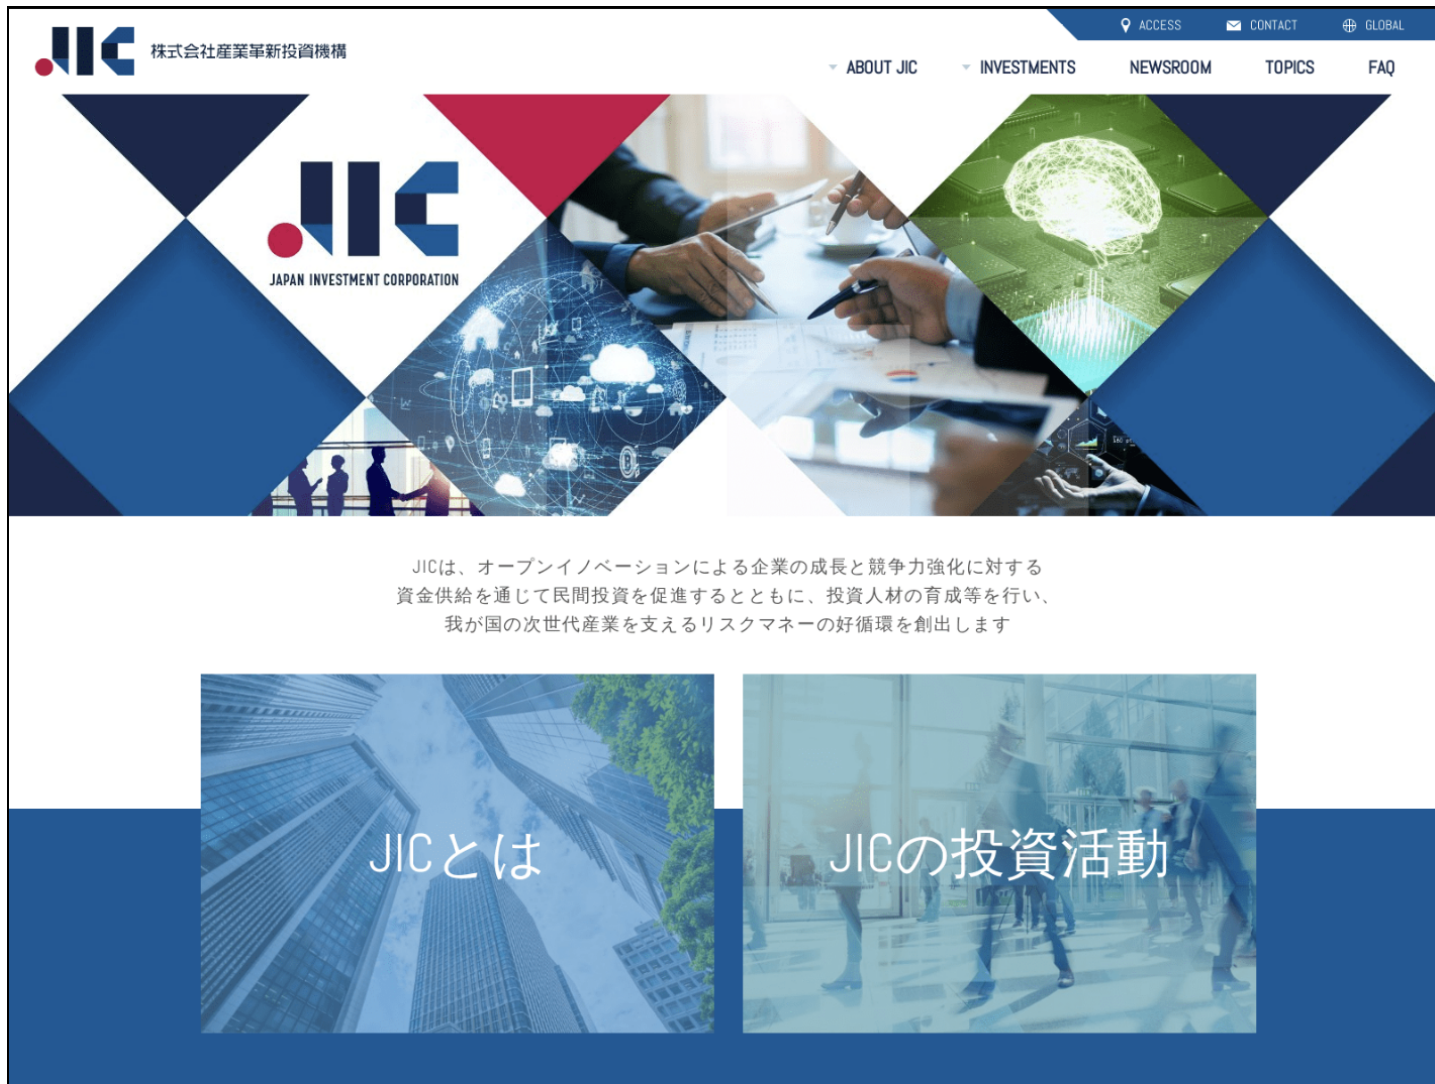 JIC 株式会社産業革新投資機構
ACCESS CONTACT GLOBAL
ABOUT JIC INVESTMENTS NEWSROOM TOPICS FAQ
JIC
JAPAN INVESTMENT CORPORATION
JICは、オープンイノベーションによる企業の成長と競争力強化に対する
資金供給を通じて民間投資を促進するとともに、投資人材の育成等を行い、
我が国の次世代産業を支えるリスクマネーの好循環を創出します
JICとは
JICの投資活動